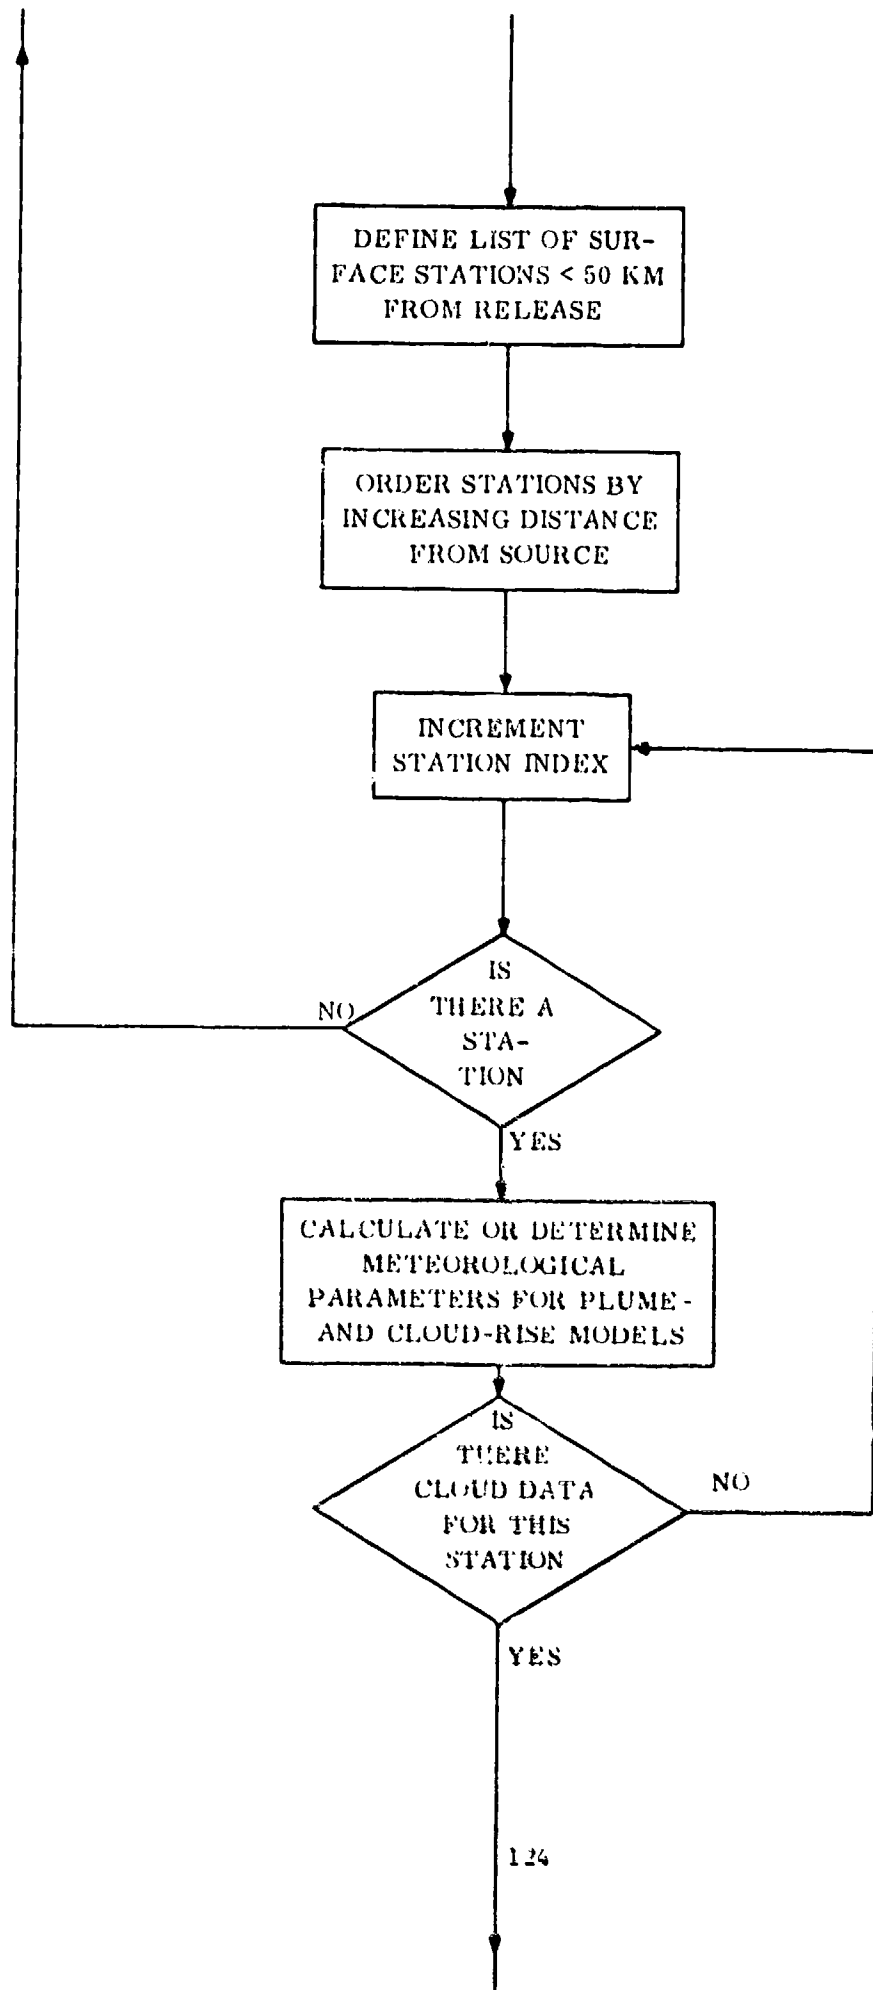 DEFINE LIST OF SUR-
FACE STATIONS < 50 KM
FROM RELEASE
ORDER STATIONS BY
INCREASING DISTANCE
FROM SOURCE
INCREMENT
STATION INDEX
IS
THERE A
STA-
TION
NO
YES
CALCULATE OR DETERMINE
METEOROLOGICAL
PARAMETERS FOR PLUME-
AND CLOUD-RISE MODELS
IS
THERE
CLOUD DATA
FOR THIS
STATION
NO
YES
124